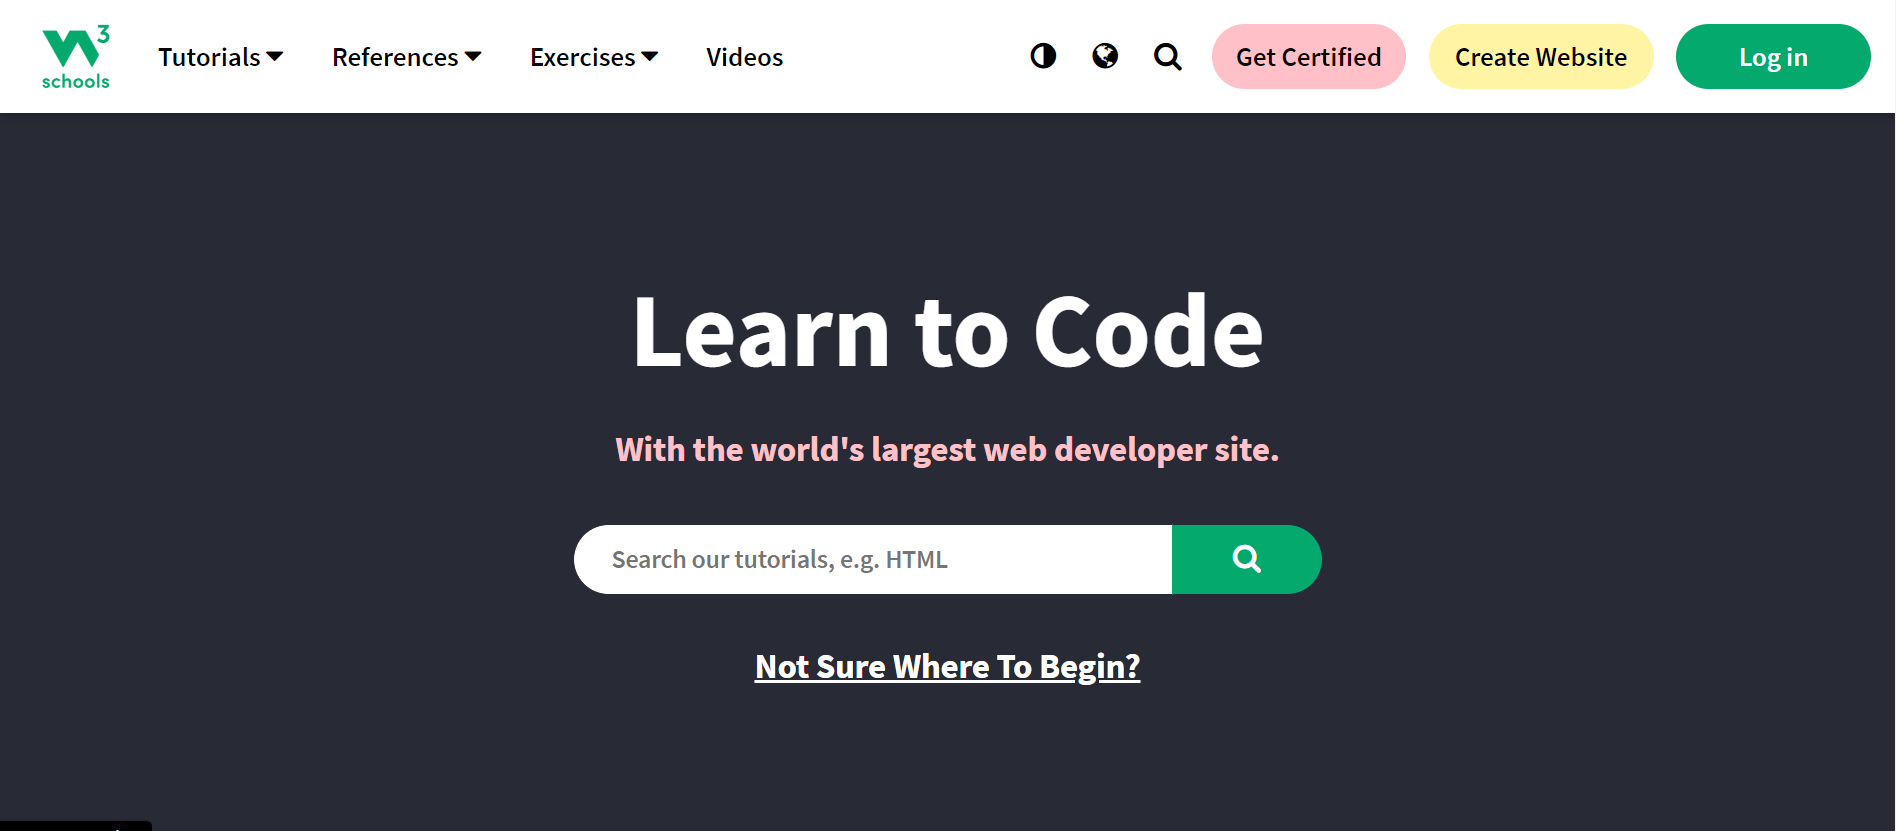 W3 schools Tutorials References Exercises Videos Get Certified Create Website Log in
Learn to Code
With the world's largest web developer site.
Search our tutorials, e.g. HTML
Not Sure Where To Begin?